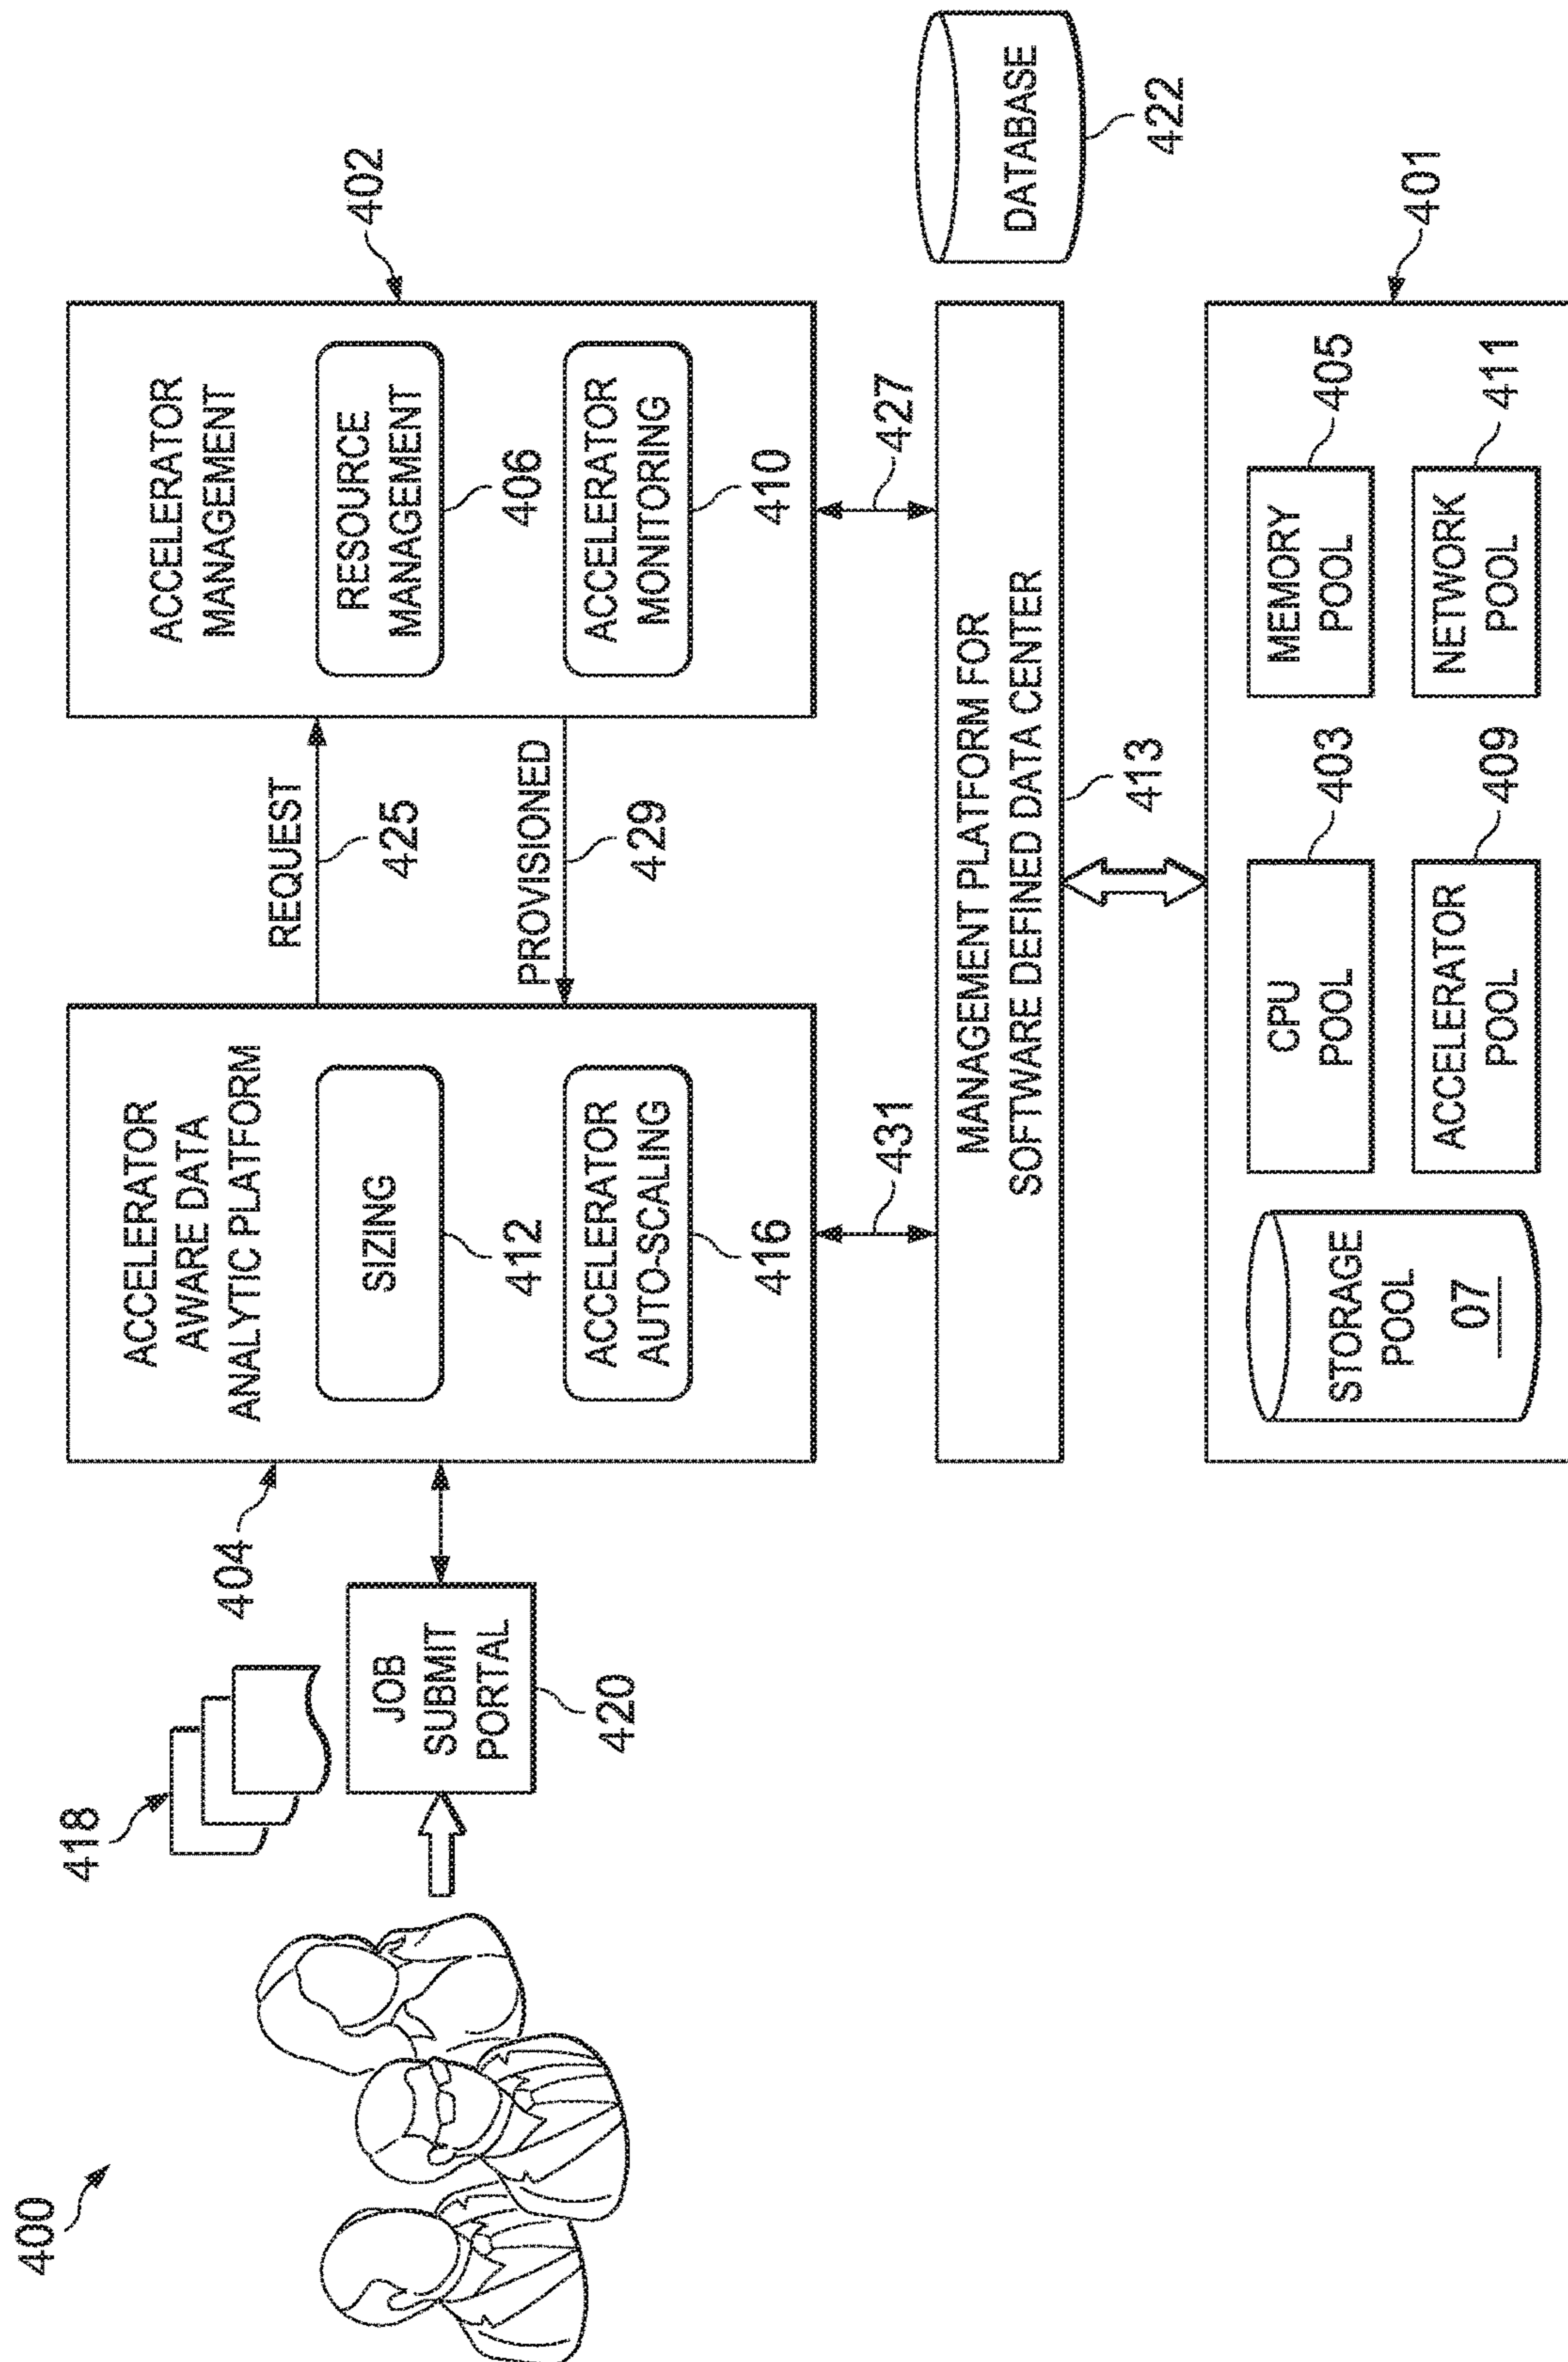 400
418
JOB
SUBMIT
PORTAL
420
404
ACCELERATOR
AWARE DATA
ANALYTIC PLATFORM
SIZING
412
ACCELERATOR
AUTO-SCALING
416
REQUEST
425
PROVISIONED
429
402
ACCELERATOR
MANAGEMENT
RESOURCE
MANAGEMENT
406
ACCELERATOR
MONITORING
410
431
427
MANAGEMENT PLATFORM FOR
SOFTWARE DEFINED DATA CENTER
413
DATABASE
422
401
STORAGE
POOL
07
CPU
POOL
403
MEMORY
POOL
405
ACCELERATOR
POOL
409
NETWORK
POOL
411